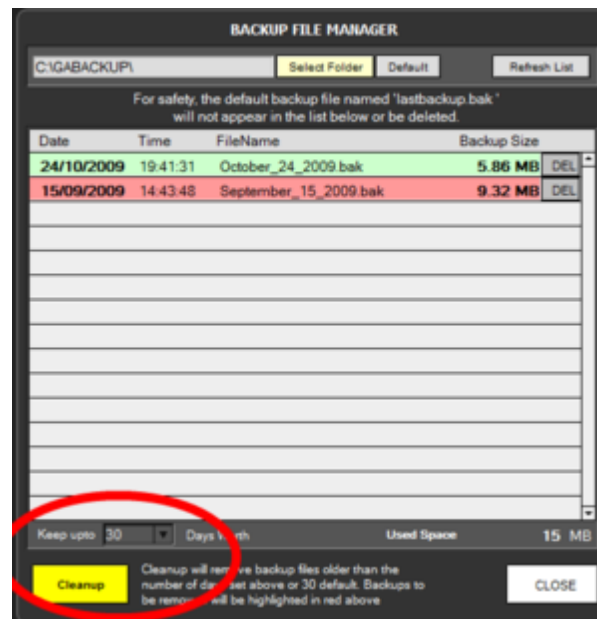 BACKUP FILE MANAGER
C:\GABACKUP\ Select Folder Default Refresh List
For safety, the default backup file named 'lastbackup.bak '
will not appear in the list below or be deleted.
Date Time FileName Backup Size
24/10/2009 19:41:31 October_24_2009.bak 5.86 MB DEL
15/09/2009 14:43:48 September_15_2009.bak 9.32 MB DEL
Keep upto 30 Days Worth Used Space 15 MB
Cleanup will remove backup files older than the
Cleanup number of days set above or 30 default. Backups to CLOSE
be removed will be highlighted in red above